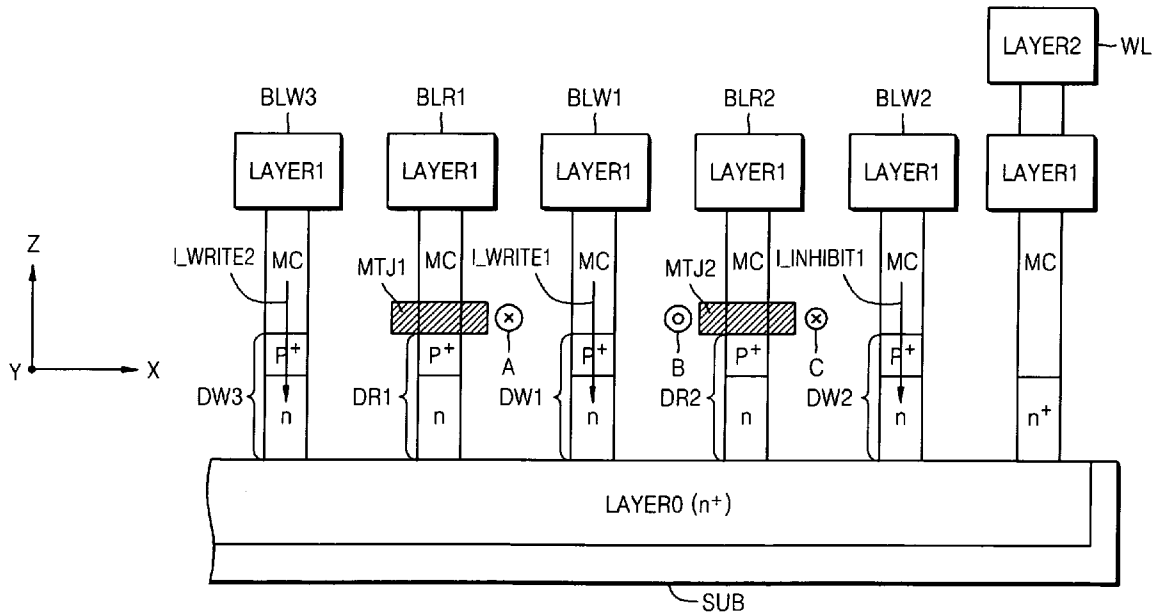 LAYER2 WL
BLW3 BLR1 BLW1 BLR2 BLW2
LAYER1 LAYER1 LAYER1 LAYER1 LAYER1 LAYER1
Z
I_WRITE2 MC MTJ1 MC I_WRITE1 MC MTJ2 MC I_INHIBIT1 MC MC
Y X
P+ P+ A P+ B P+ C P+
DW3 n DR1 n DW1 n DR2 n DW2 n n+
LAYER0 (n+)
SUB